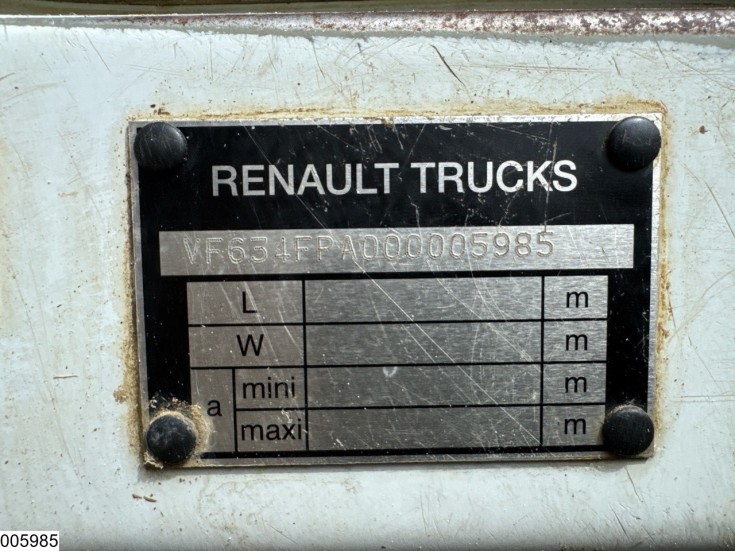 RENAULT TRUCKS
VF634FPA000005985
L m
W m
a mini m
maxi m
005985